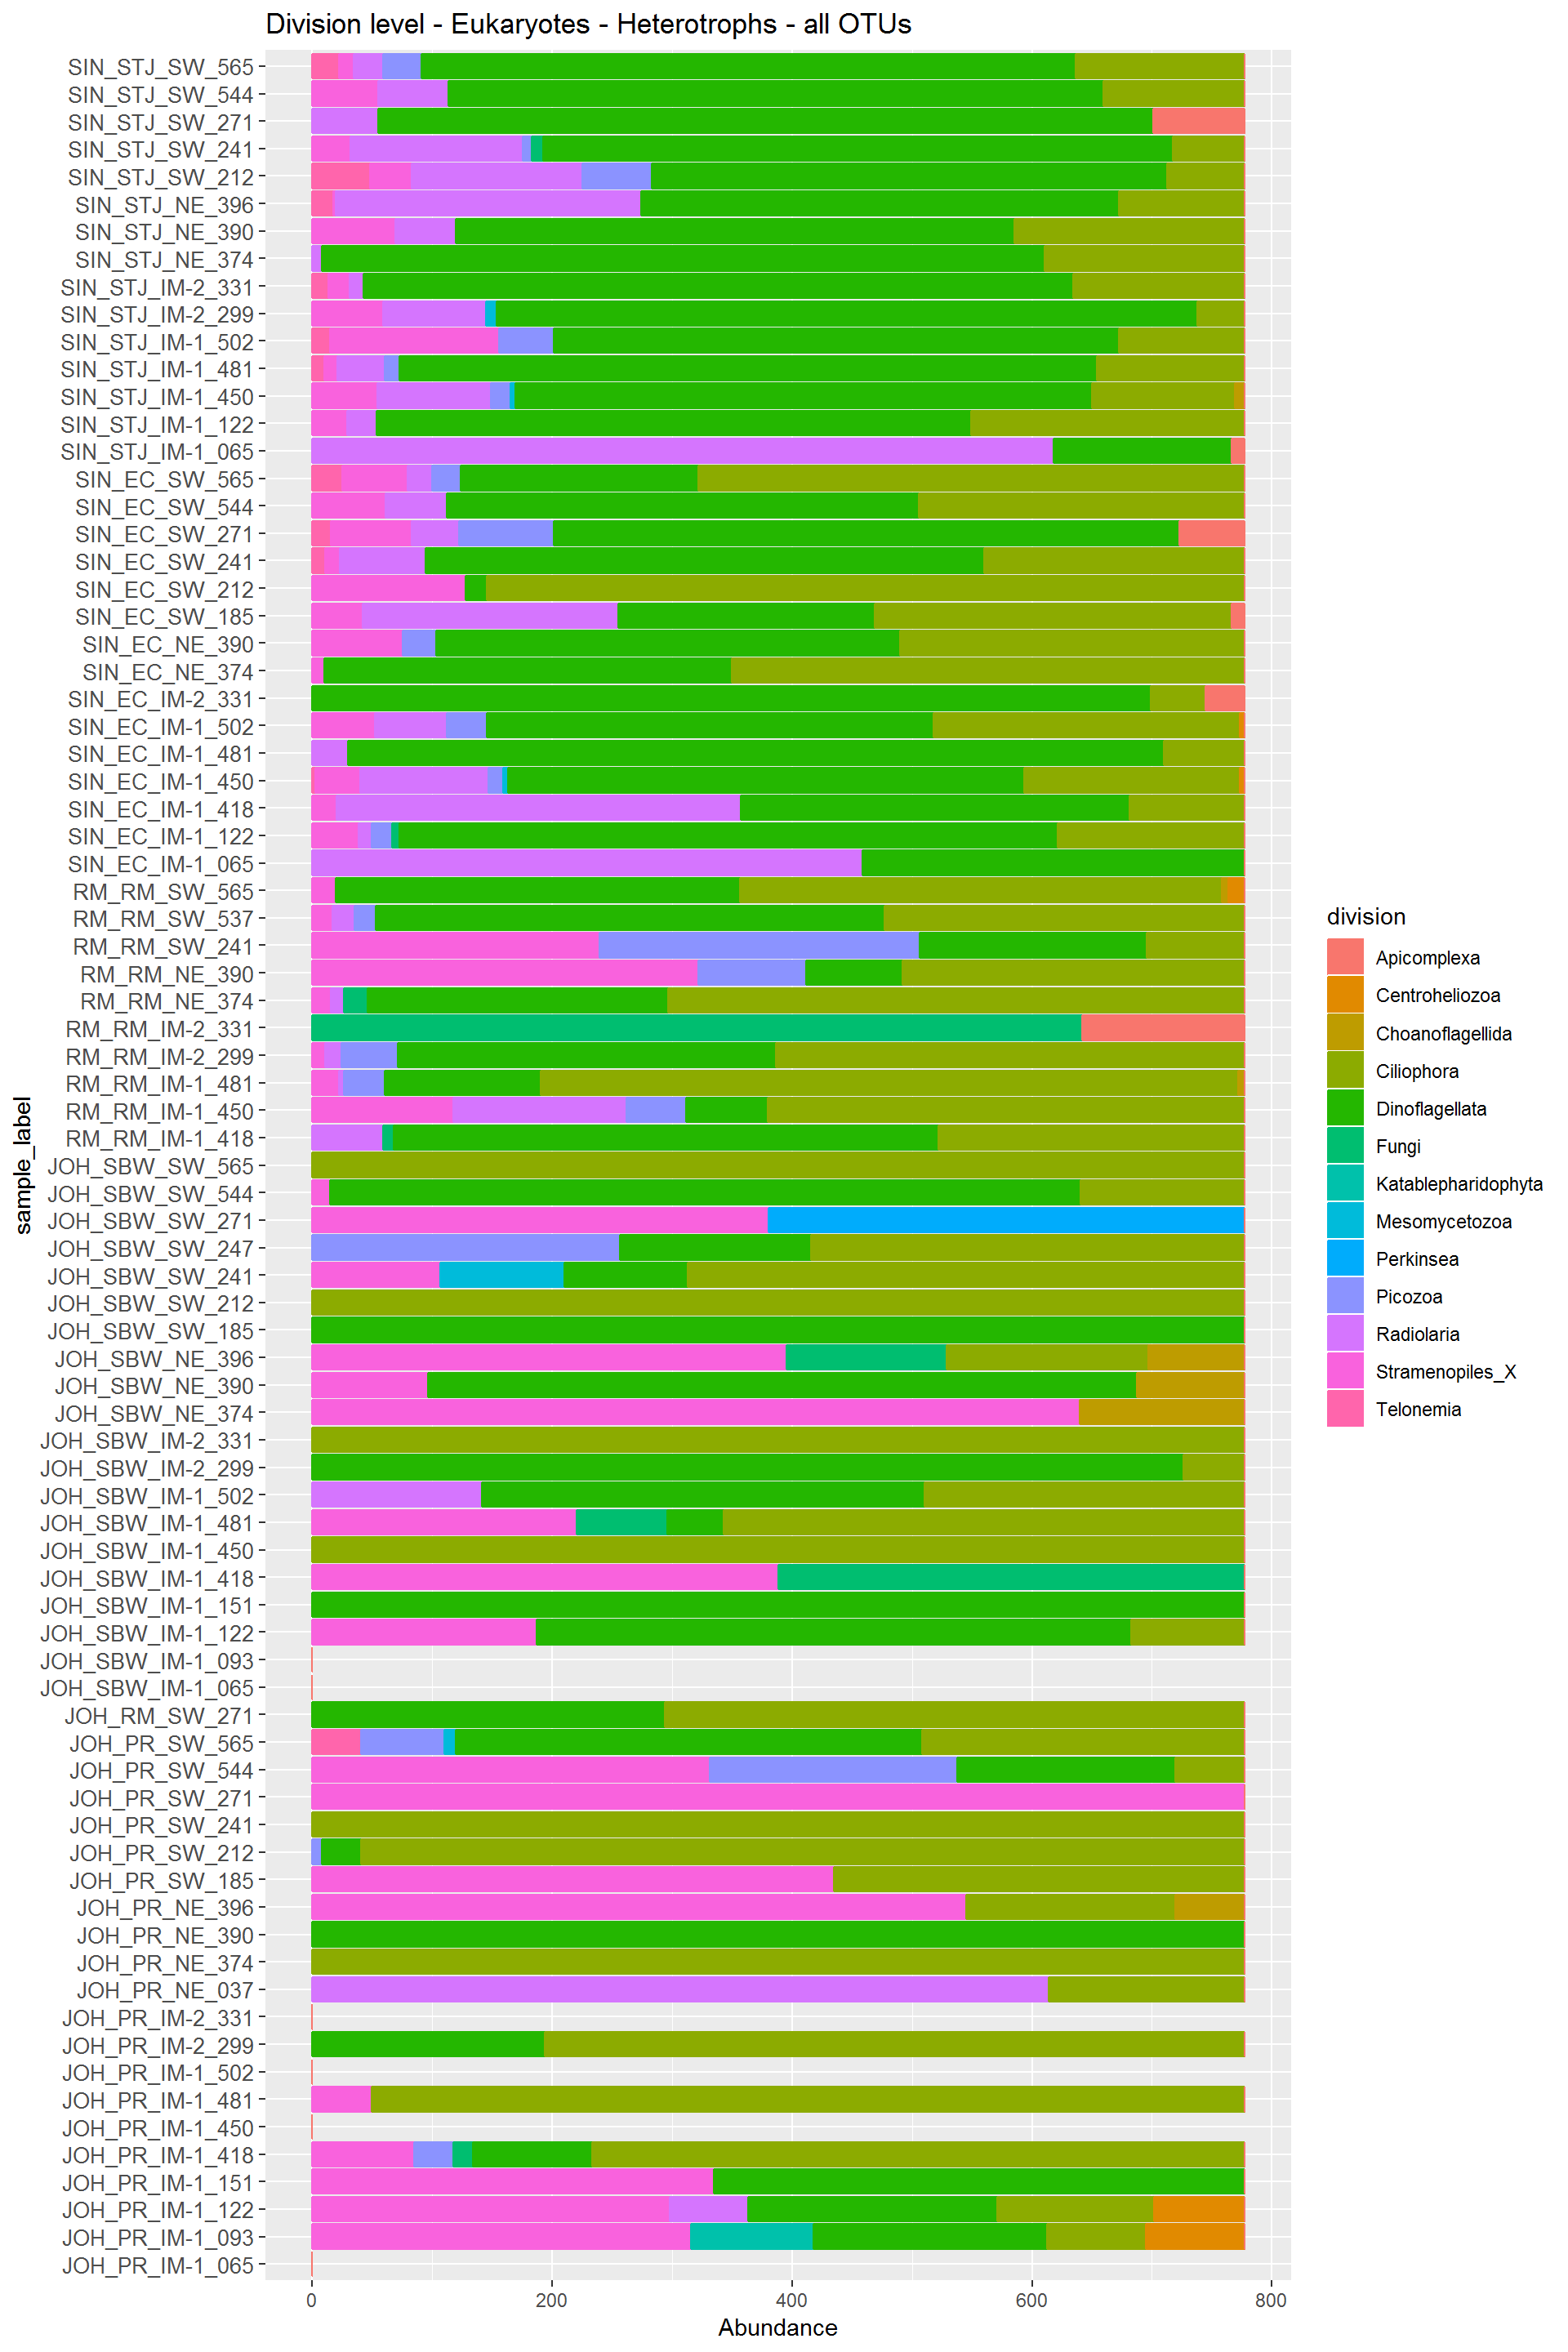 Division level - Eukaryotes - Heterotrophs - all OTUs
SIN_STJ_SW_565
SIN_STJ_SW_544
SIN_STJ_SW_271
SIN_STJ_SW_241
SIN_STJ_SW_212
SIN_STJ_NE_396
SIN_STJ_NE_390
SIN_STJ_NE_374
SIN_STJ_IM-2_331
SIN_STJ_IM-2_299
SIN_STJ_IM-1_502
SIN_STJ_IM-1_481
SIN_STJ_IM-1_450
SIN_STJ_IM-1_122
SIN_STJ_IM-1_065
SIN_EC_SW_565
SIN_EC_SW_544
SIN_EC_SW_271
SIN_EC_SW_241
SIN_EC_SW_212
SIN_EC_SW_185
SIN_EC_NE_390
SIN_EC_NE_374
SIN_EC_IM-2_331
SIN_EC_IM-1_502
SIN_EC_IM-1_481
SIN_EC_IM-1_450
SIN_EC_IM-1_418
SIN_EC_IM-1_122
SIN_EC_IM-1_065
RM_RM_SW_565
RM_RM_SW_537
RM_RM_SW_241
RM_RM_NE_390
RM_RM_NE_374
RM_RM_IM-2_331
RM_RM_IM-2_299
RM_RM_IM-1_481
RM_RM_IM-1_450
RM_RM_IM-1_418
JOH_SBW_SW_565
JOH_SBW_SW_544
JOH_SBW_SW_271
JOH_SBW_SW_247
JOH_SBW_SW_241
JOH_SBW_SW_212
JOH_SBW_SW_185
JOH_SBW_NE_396
JOH_SBW_NE_390
JOH_SBW_NE_374
JOH_SBW_IM-2_331
JOH_SBW_IM-2_299
JOH_SBW_IM-1_502
JOH_SBW_IM-1_481
JOH_SBW_IM-1_450
JOH_SBW_IM-1_418
JOH_SBW_IM-1_151
JOH_SBW_IM-1_122
JOH_SBW_IM-1_093
JOH_SBW_IM-1_065
JOH_RM_SW_271
JOH_PR_SW_565
JOH_PR_SW_544
JOH_PR_SW_271
JOH_PR_SW_241
JOH_PR_SW_212
JOH_PR_SW_185
JOH_PR_NE_396
JOH_PR_NE_390
JOH_PR_NE_374
JOH_PR_NE_037
JOH_PR_IM-2_331
JOH_PR_IM-2_299
JOH_PR_IM-1_502
JOH_PR_IM-1_481
JOH_PR_IM-1_450
JOH_PR_IM-1_418
JOH_PR_IM-1_151
JOH_PR_IM-1_122
JOH_PR_IM-1_093
JOH_PR_IM-1_065
sample_label
0 200 400 600 800
Abundance
division
Apicomplexa
Centroheliozoa
Choanoflagellida
Ciliophora
Dinoflagellata
Fungi
Katablepharidophyta
Mesomycetozoa
Perkinsea
Picozoa
Radiolaria
Stramenopiles_X
Telonemia